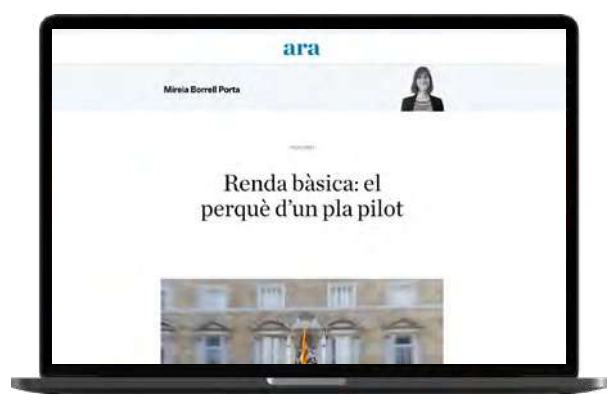 ara
Mireia Borrell Porta
Renda bàsica: el
perquè d'un pla pilot